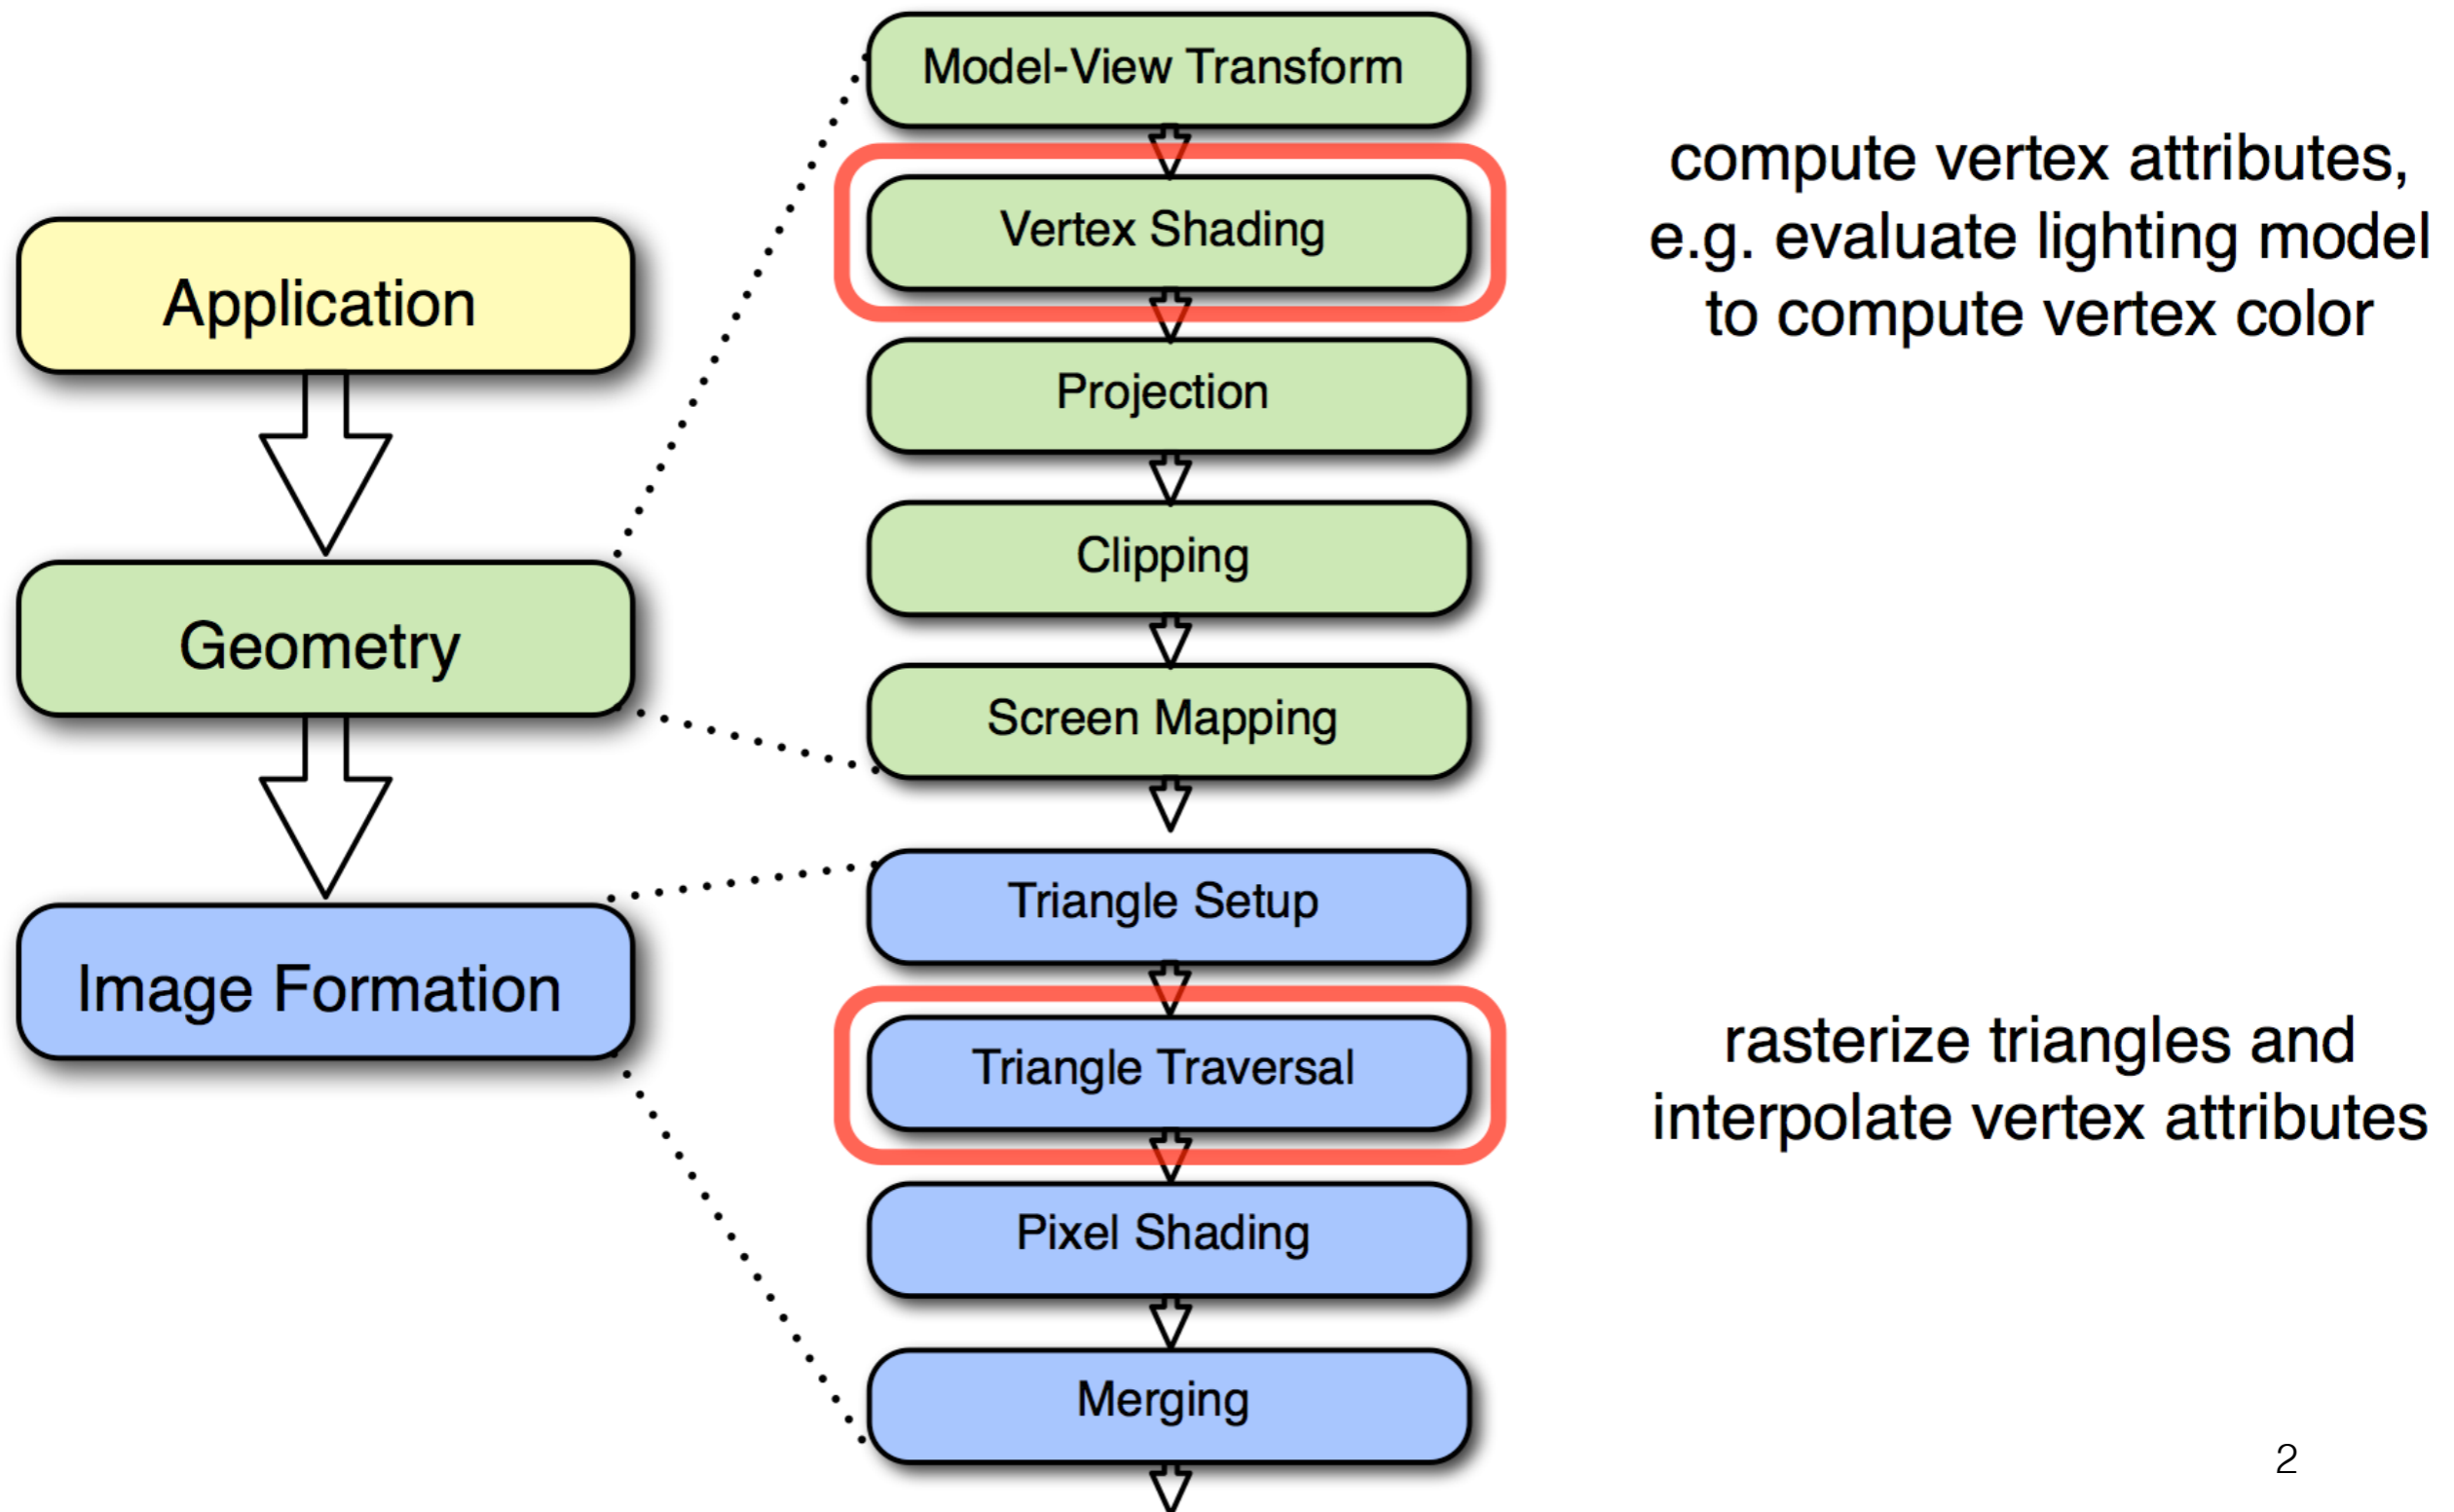 Application
Geometry
Image Formation
Model-View Transform
Vertex Shading
Projection
Clipping
Screen Mapping
Triangle Setup
Triangle Traversal
Pixel Shading
Merging
compute vertex attributes,
e.g. evaluate lighting model
to compute vertex color
rasterize triangles and
interpolate vertex attributes
2